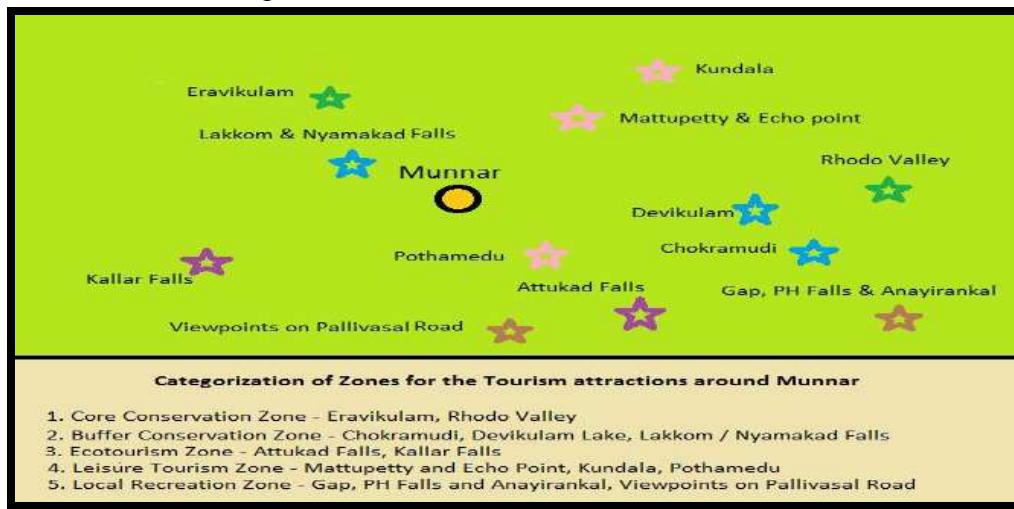 Kundala
Eravikulam
Mattupetty & Echo point
Lakkom & Nyamakad Falls
Rhodo Valley
Munnar
Devikulam
Chokramudi
Pothamedu
Kallar Falls
Attukad Falls
Gap, PH Falls & Anayirankal
Viewpoints on Pallivasal Road
Categorization of Zones for the Tourism attractions around Munnar
1. Core Conservation Zone - Eravikulam, Rhodo Valley
2. Buffer Conservation Zone - Chokramudi, Devikulam Lake, Lakkom / Nyamakad Falls
3. Ecotourism Zone - Attukad Falls, Kallar Falls
4. Leisure Tourism Zone - Mattupetty and Echo Point, Kundala, Pothamedu
5. Local Recreation Zone - Gap, PH Falls and Anayirankal, Viewpoints on Pallivasal Road